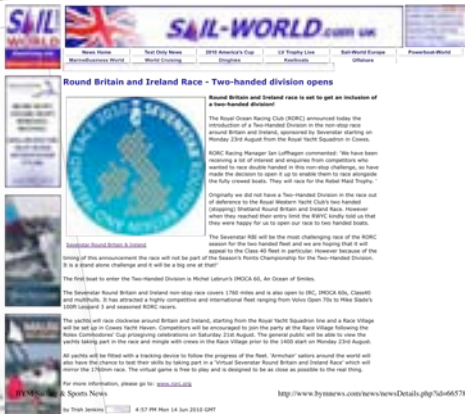 SAIL WORLD
SAIL-WORLD.com uk
News Home Text Only News 2010 America's Cup LV Trophy Live Sail-World Europe Powerboat-World
MarineBusiness World World Cruising Dinghies Keelboats Offshore
Round Britain and Ireland Race - Two-handed division opens
Round Britain and Ireland race is set to get an inclusion of
a two-handed division!
The Royal Ocean Racing Club (RORC) announced today the
introduction of a Two-Handed Division in the non-stop race
around Britain and Ireland, sponsored by Sevenstar starting on
Monday 23rd August from the Royal Yacht Squadron in Cowes.
RORC Racing Manager Ian Loffhagen commented: 'We have been
receiving a lot of interest and enquiries from competitors who
wanted to race double handed in this non-stop challenge, so have
made the decision to open it up to enable them to race alongside
the fully crewed boats. They will race for the Rebel Maid Trophy.'
Originally we did not have a Two-Handed Division in the race out
of deference to the Royal Western Yacht Club's two handed
(stopping) Shetland Round Britain and Ireland Race. However
when they reached their entry limit the RWYC kindly told us that
they were happy for us to open our race to two handed boats.
The Sevenstar RBI will be the most challenging race of the RORC
season for the two handed fleet and we are hoping that it will
appeal to the Class 40 fleet in particular. However because of the
Sevenstar Round Britain & Ireland
timing of this announcement the race will not be part of the Season's Points Championship for the Two-Handed Division.
It is a stand alone challenge and it will be a big one at that!'
The first boat to enter the Two-Handed Division is Michel Lebrun's IMOCA 60, An Ocean of Smiles.
The Sevenstar Round Britain and Ireland non-stop race covers 1760 miles and is also open to IRC, IMOCA 60s, Class40
and multihulls. It has attracted a highly competitive and international fleet ranging from Volvo Open 70s to Mike Slade's
100ft Leopard 3 and seasoned RORC racers.
The yachts will race clockwise around Britain and Ireland, starting from the Royal Yacht Squadron line and a Race Village
will be set up in Cowes Yacht Haven. Competitors will be encouraged to join the party at the Race Village following the
Rolex Commodores' Cup prizegiving celebrations on Saturday 21st August. The general public will be able to view the
yachts taking part in the race and mingle with crews in the Race Village prior to the 1400 start on Monday 23rd August.
All yachts will be fitted with a tracking device to follow the progress of the fleet. 'Armchair' sailors around the world will
also have the chance to test their skills by taking part in a 'Virtual Sevenstar Round Britain and Ireland Race' which will
mirror the 1760nm race. The virtual game is free to play and is designed to be as close as possible to the real thing.
For more information, please go to: www.rorc.org
BYM Sailing & Sports News http://www.bymnews.com/news/newsDetails.php?id=66578
by Trish Jenkins 4:57 PM Mon 14 Jun 2010 GMT